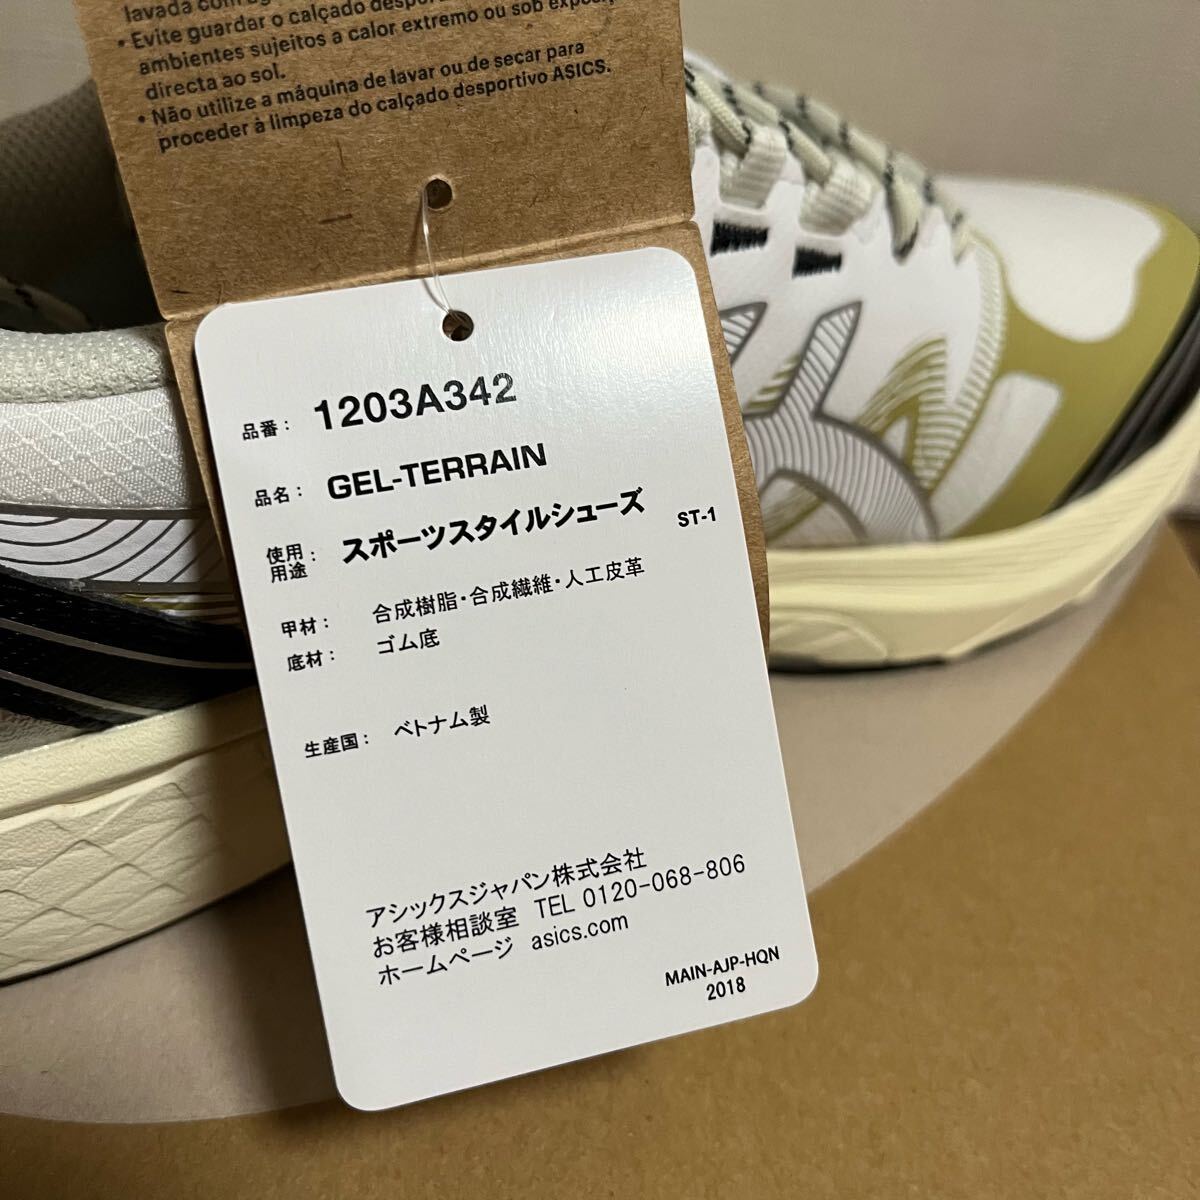 lavada com
• Evite guardar o calçado
ambientes sujeitos a calor extremo ou sob
directa ao sol.
• Não utilize a máquina de lavar ou de secar para
proceder à limpeza do calçado desportivo ASICS.
品番： 1203A342
品名： GEL-TERRAIN
使用用途： スポーツスタイルシューズ ST-1
甲材： 合成樹脂・合成繊維・人工皮革
底材： ゴム底
生産国： ベトナム製
アシックスジャパン株式会社
お客様相談室 TEL 0120-068-806
ホームページ asics.com
MAIN-AJP-HQN
2018